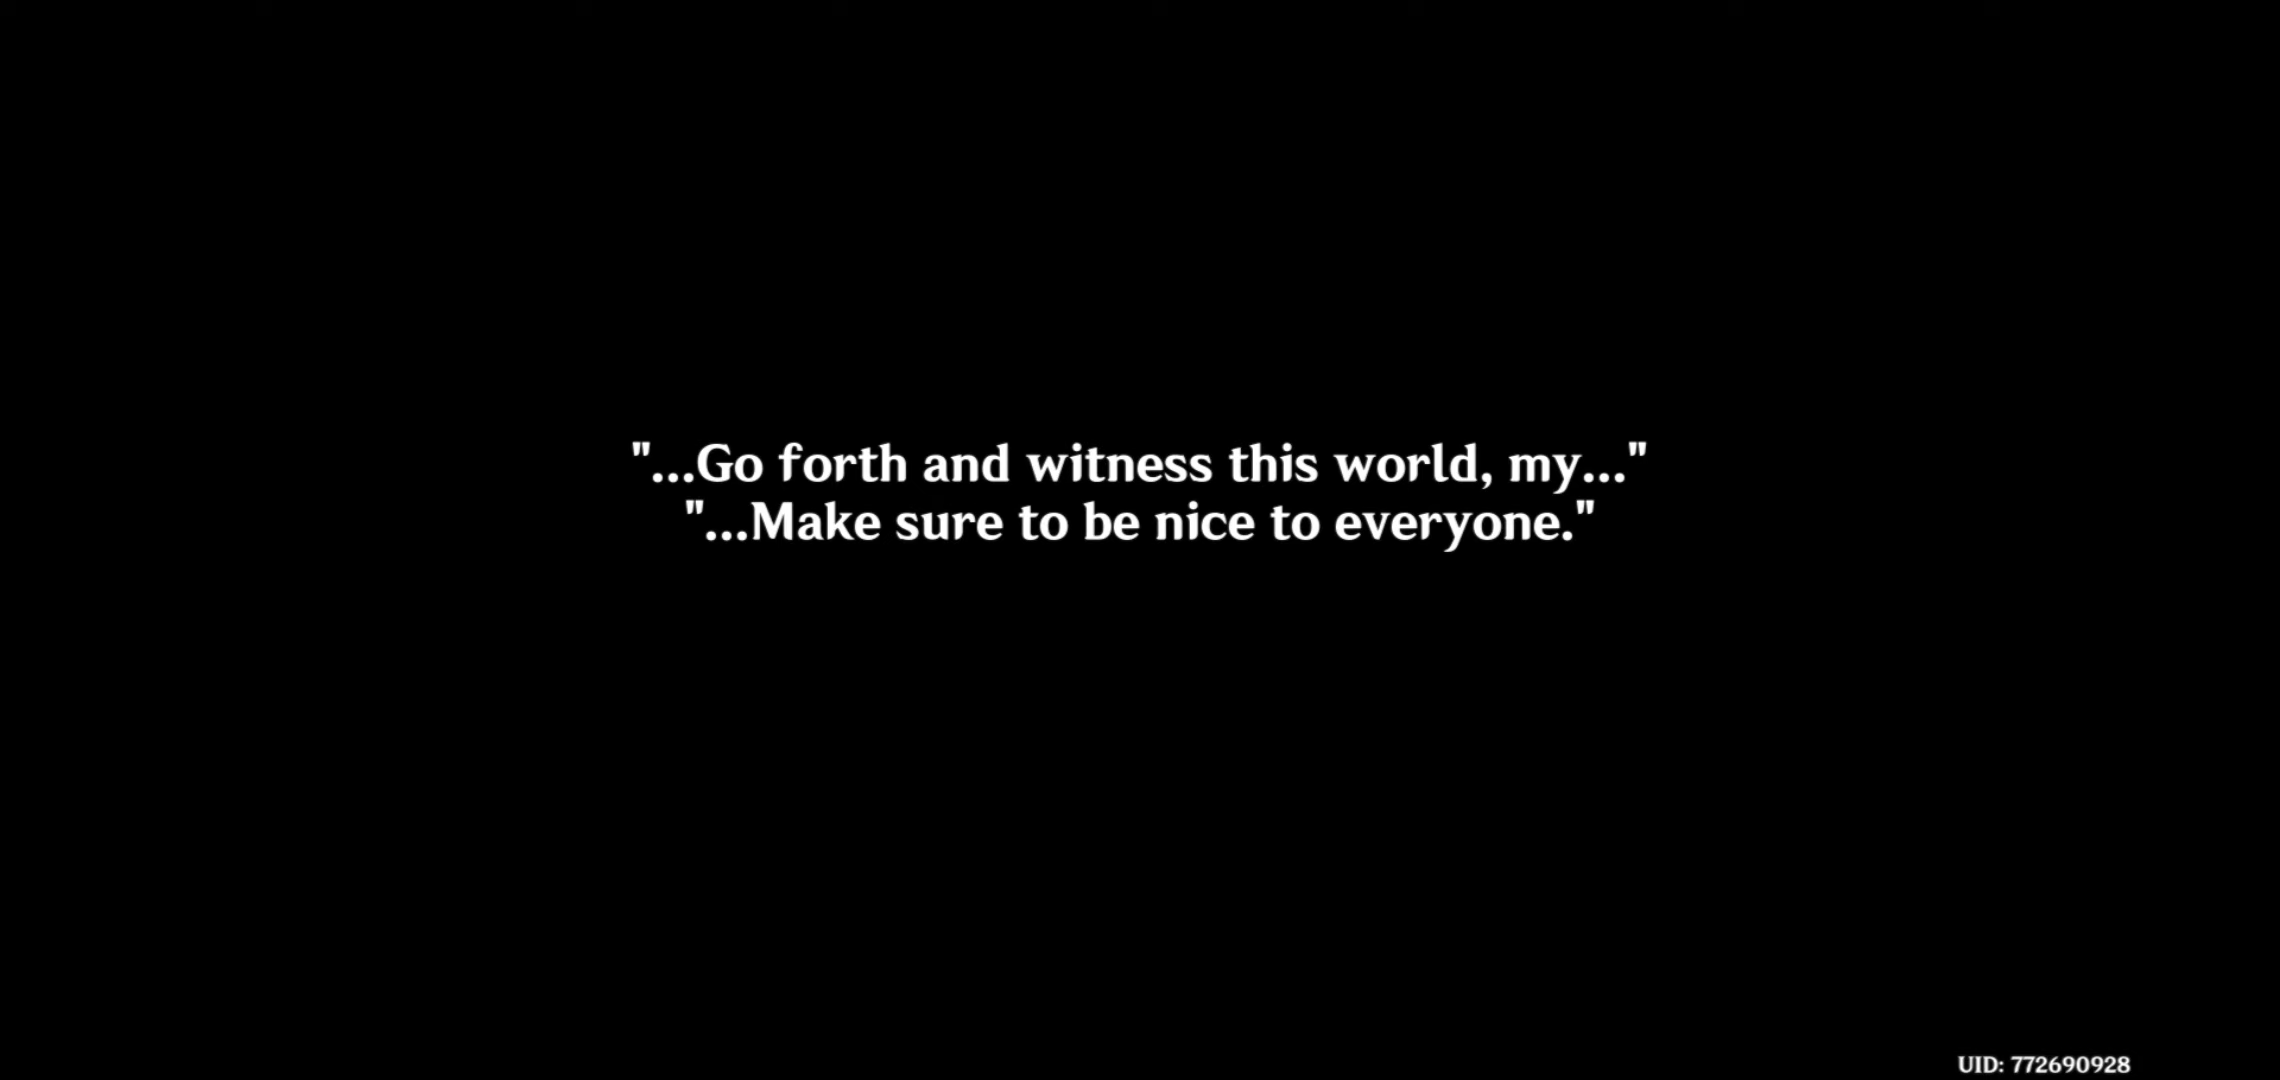 "...Go forth and witness this world, my..."
"...Make sure to be nice to everyone."
UID: 772690928